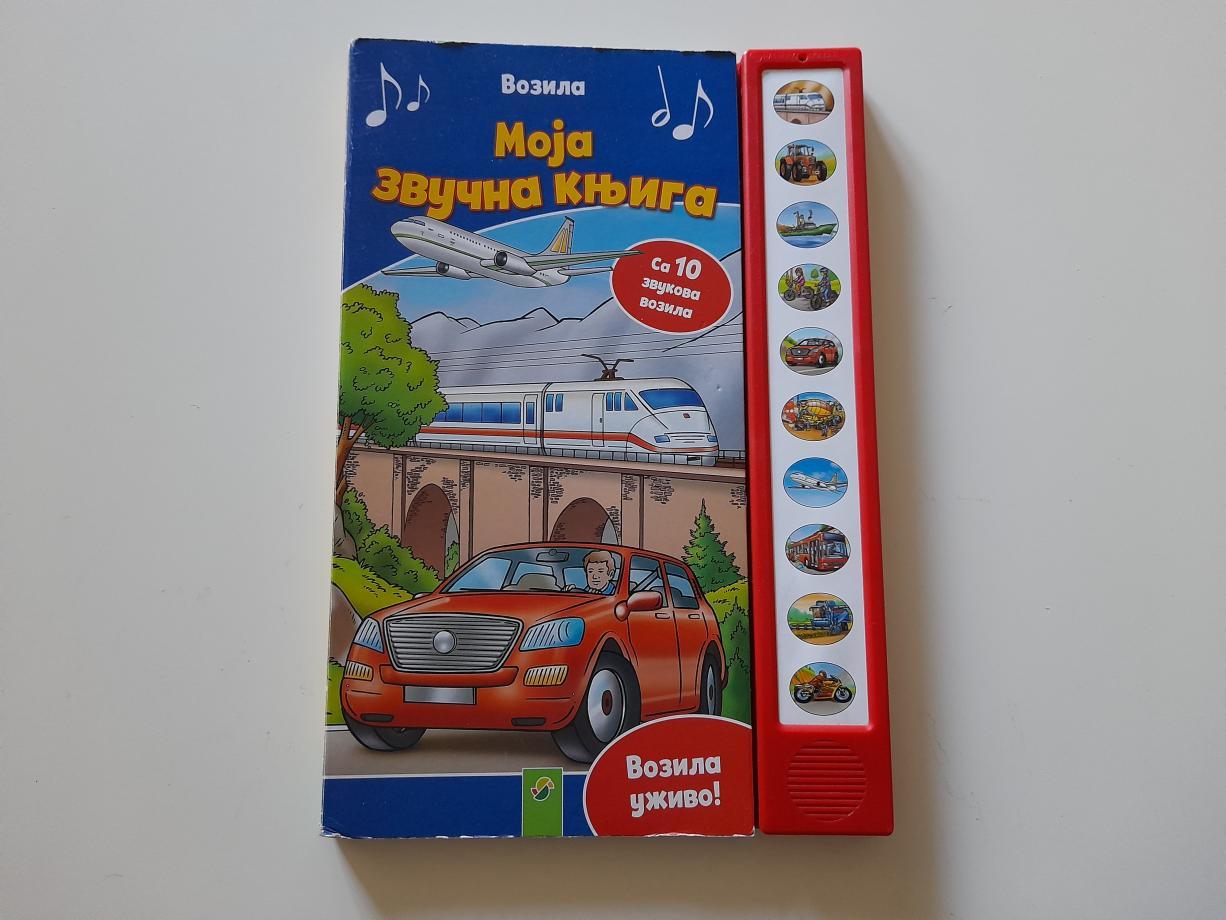 Возила
Моја
звучна књига
Са 10
звукова
возила
Возила
уживо!